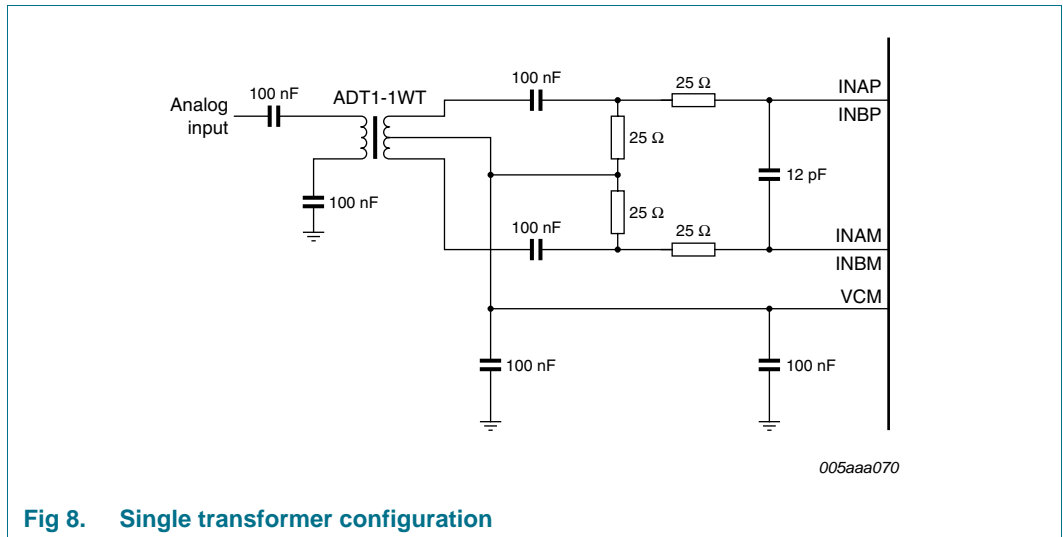 100 nF
ADT1-1WT
100 nF
25 Ω
INAP
Analog
input
INBP
25 Ω
12 pF
100 nF
25 Ω
100 nF
25 Ω
INAM
INBM
VCM
100 nF
100 nF
005aaa070
Fig 8. Single transformer configuration